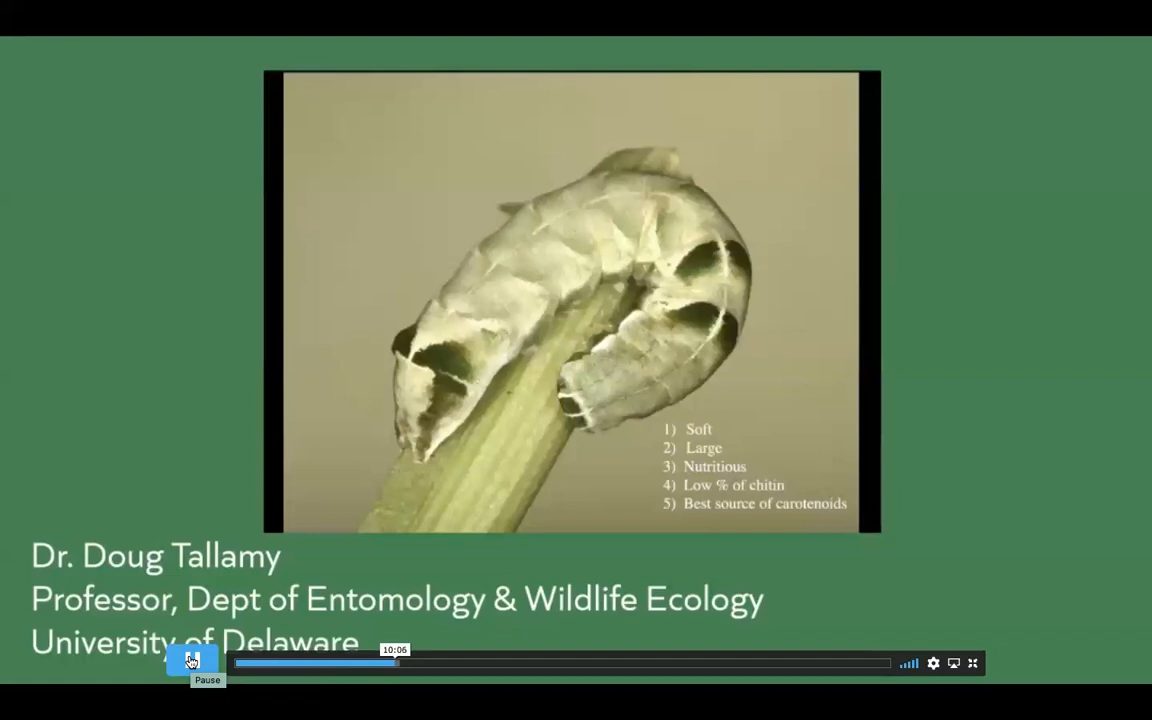 1) Soft
2) Large
3) Nutritious
4) Low % of chitin
5) Best source of carotenoids
Dr. Doug Tallamy
Professor, Dept of Entomology & Wildlife Ecology
University of Delaware
10:06
Pause